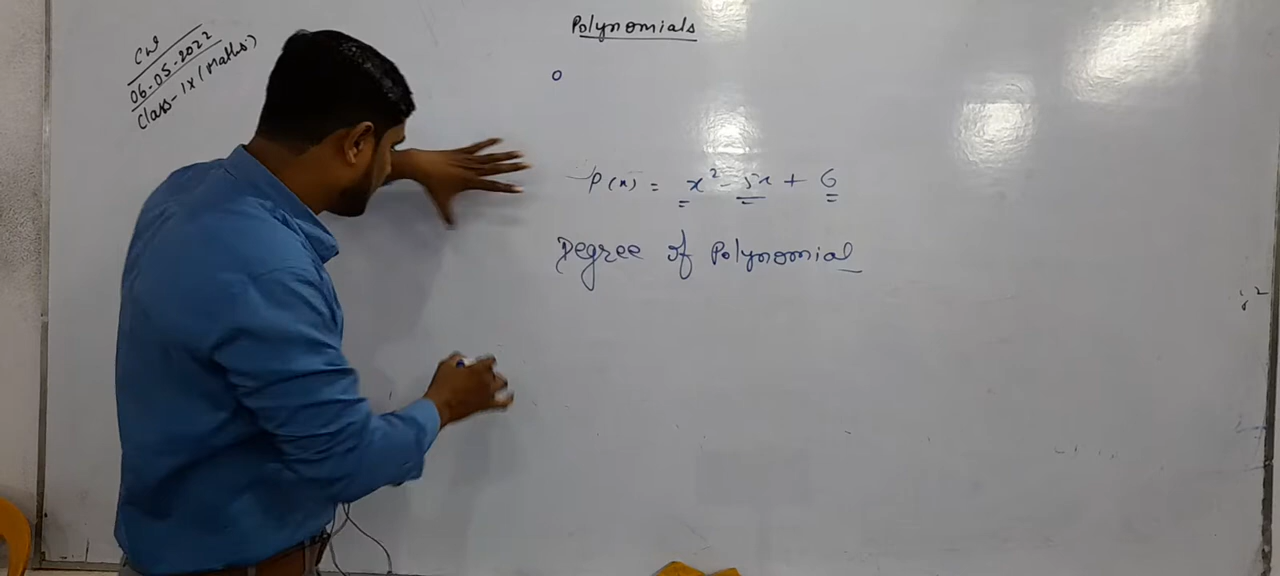 CW
06-05-2022
Class-IX (Maths)
Polynomials
P(x) = x² - 5x + 6
Degree of Polynomial